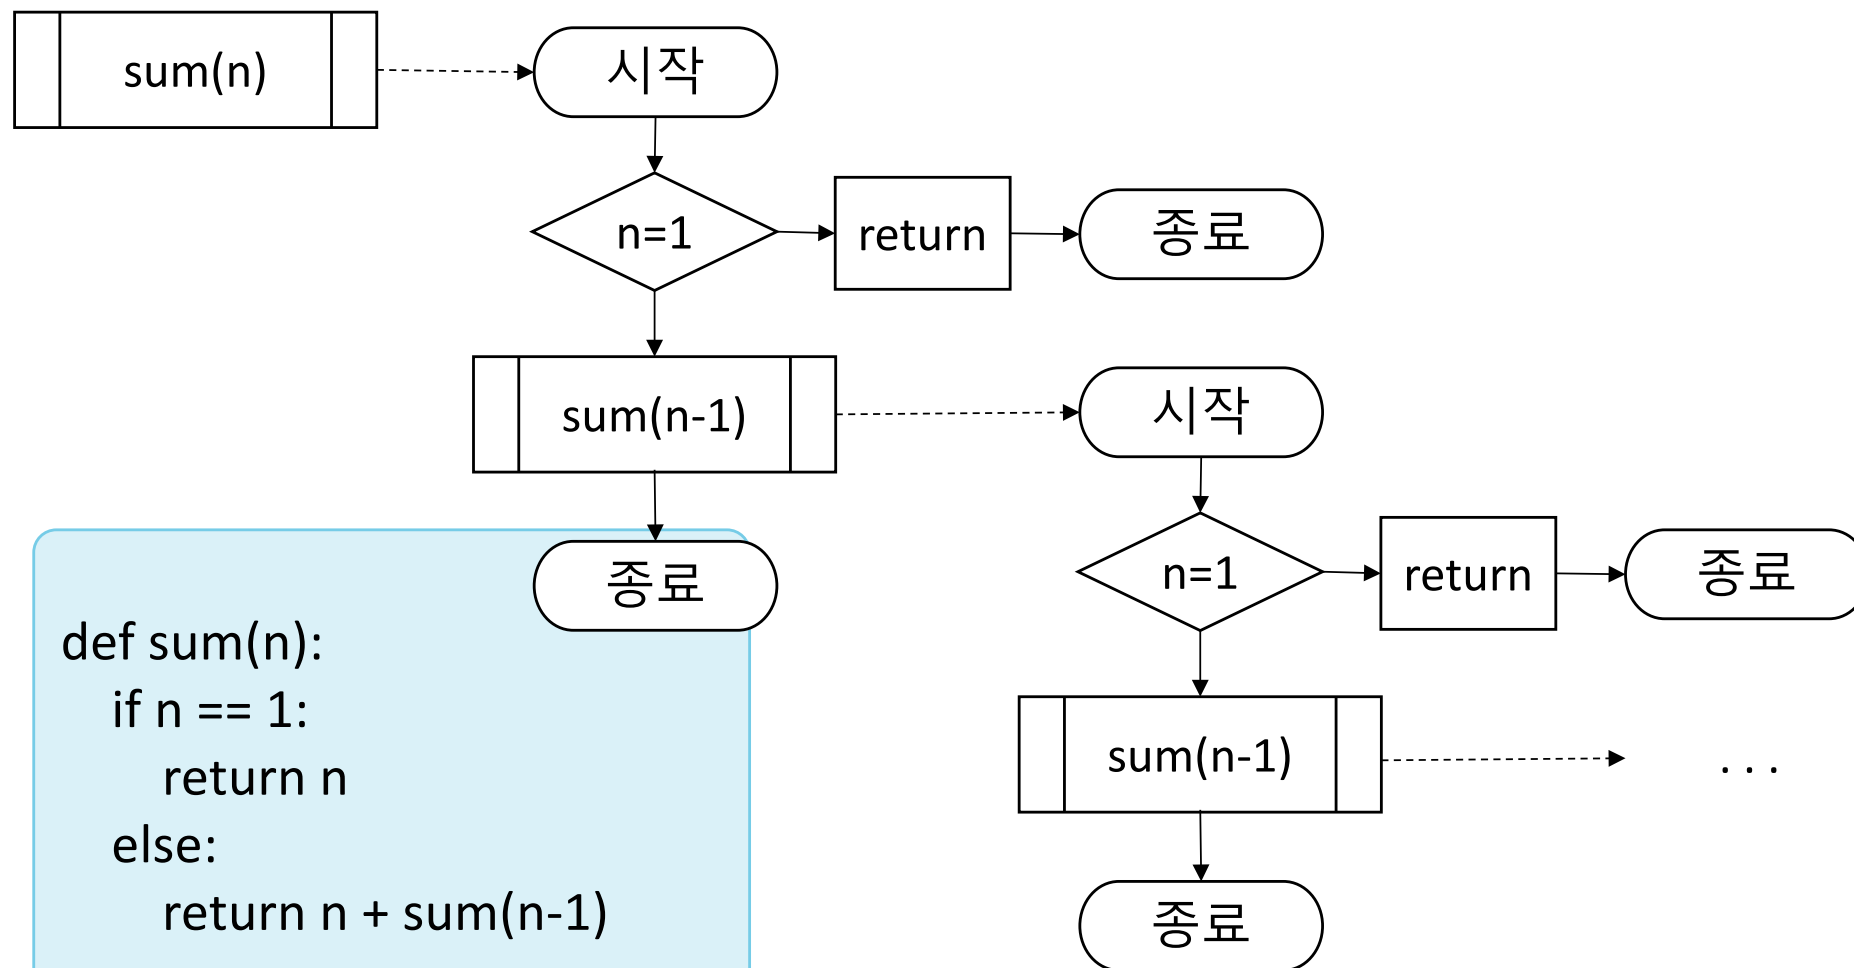 sum(n)
시작
n=1
return
종료
sum(n-1)
시작
종료
n=1
return
종료
sum(n-1)
. . .
종료
def sum(n):
if n == 1:
return n
else:
return n + sum(n-1)